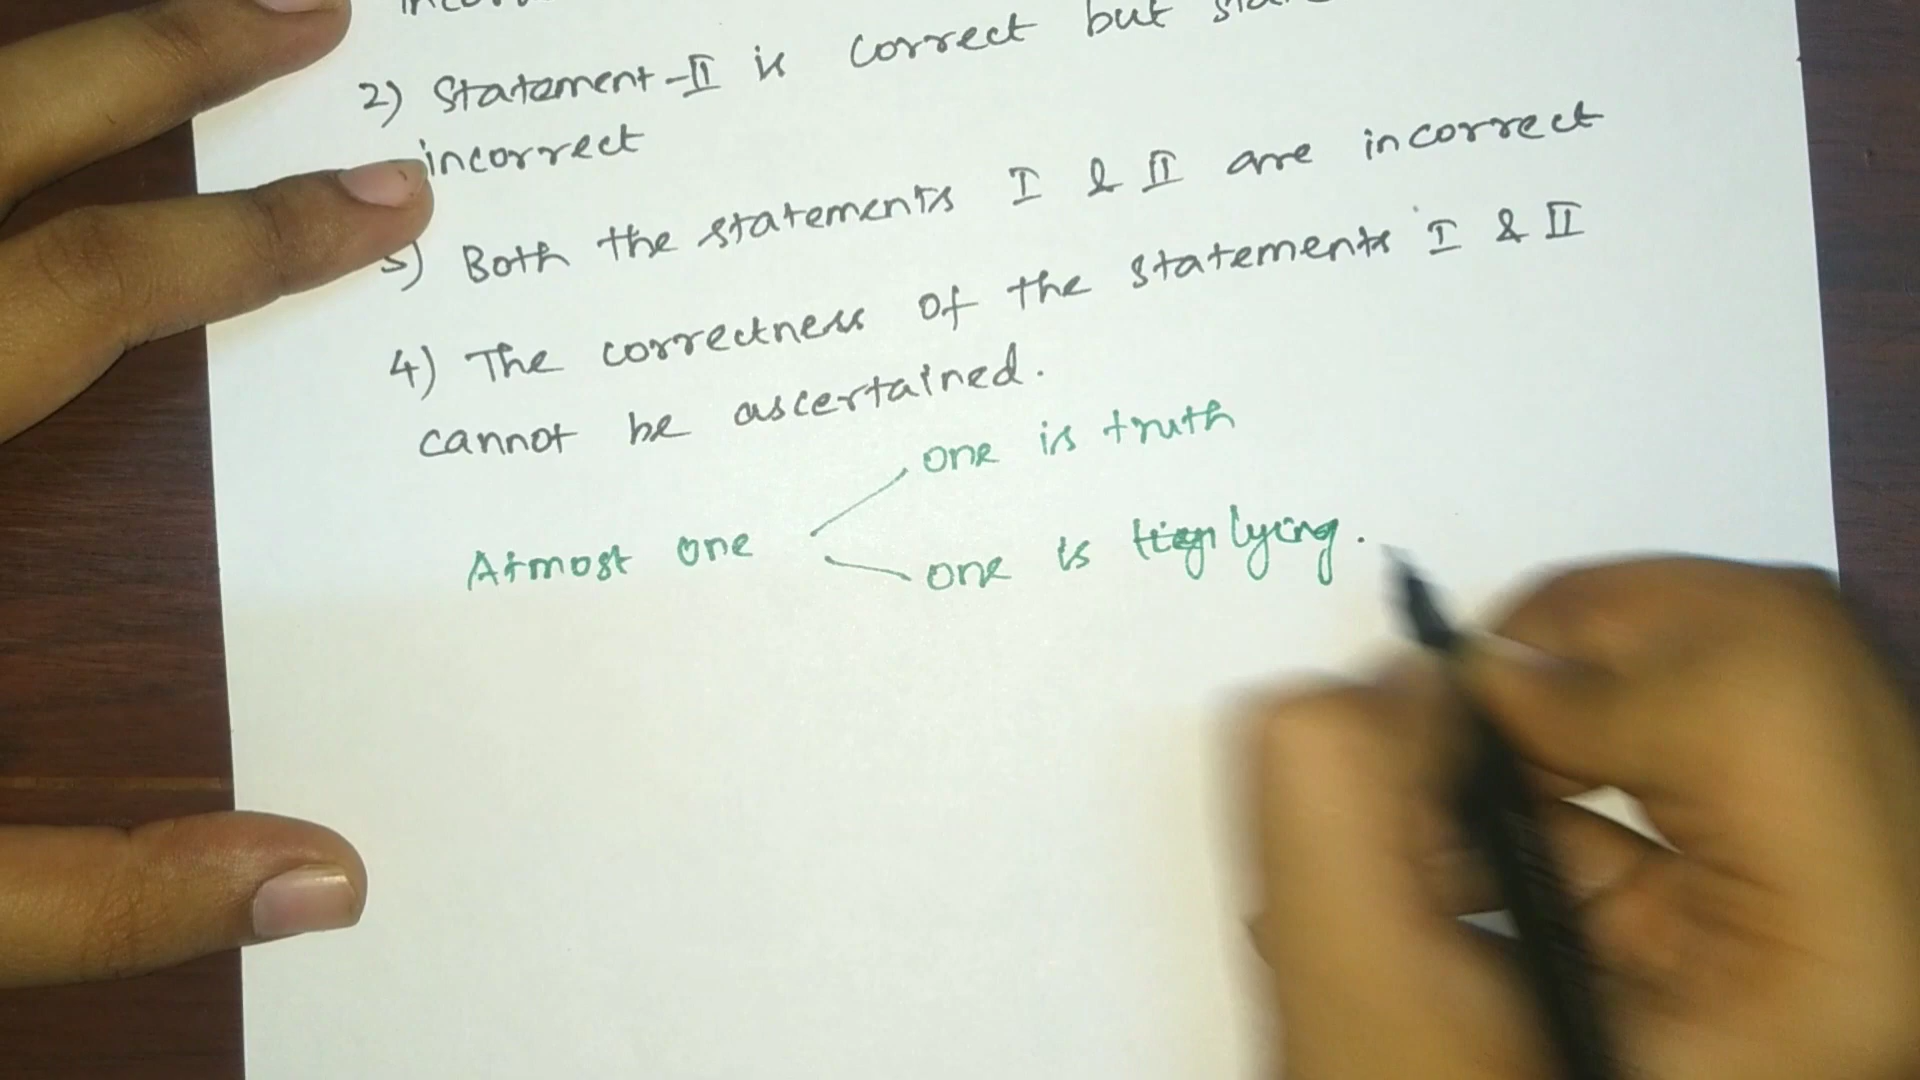 2) Statement-II is correct but
incorrect
) Both the statements I & II are incorrect
4) The correctness of the statements I & II
cannot be ascertained.
one is truth
Atmost one
one is lying.